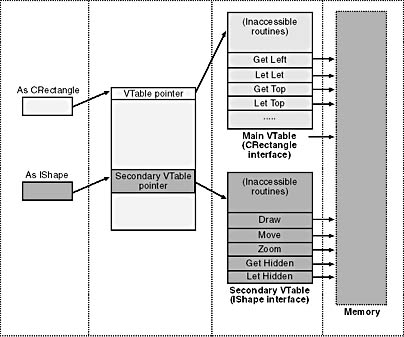 As CRectangle
As IShape
VTable pointer
Secondary VTable
pointer
(Inaccessible
routines)
Get Left
Let Let
Get Top
Let Top
.....
Main VTable
(CRectangle
interface)
(Inaccessible
routines)
Draw
Move
Zoom
Get Hidden
Let Hidden
Secondary VTable
(IShape interface)
Memory